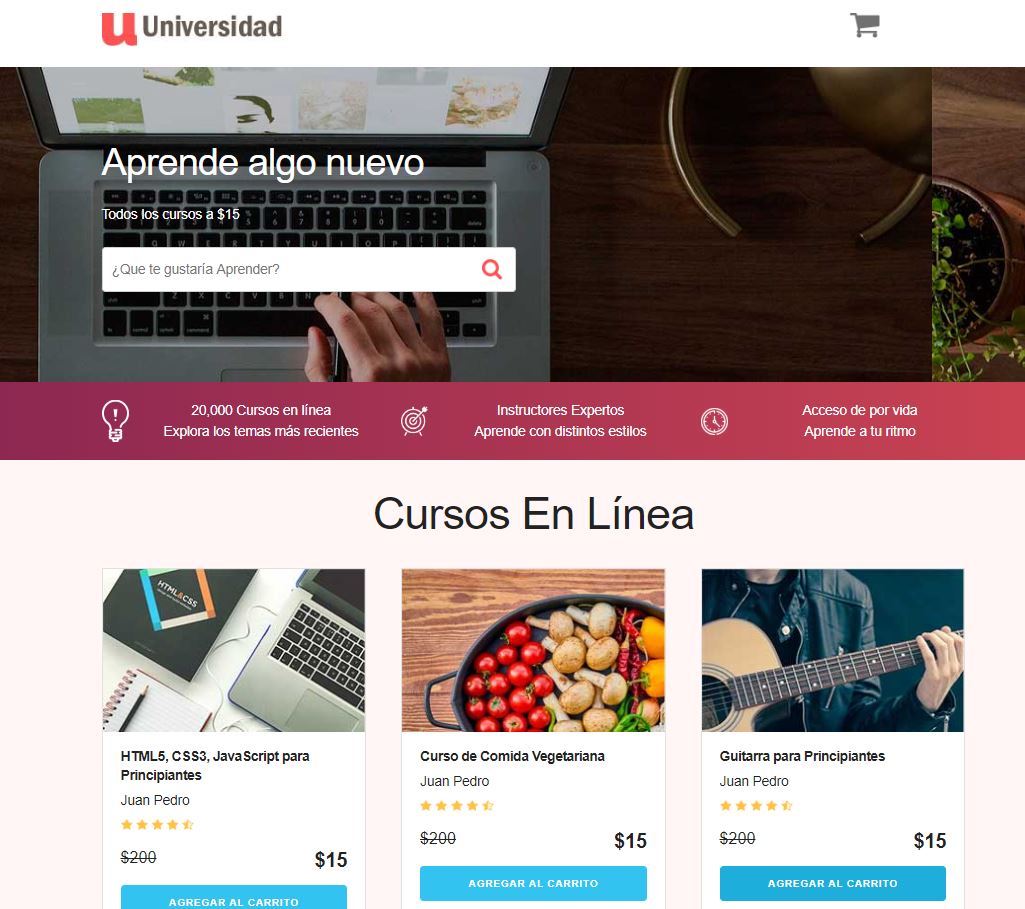 u Universidad
Aprende algo nuevo
Todos los cursos a $15
¿Que te gustaría Aprender?
20,000 Cursos en línea
Explora los temas más recientes
Instructores Expertos
Aprende con distintos estilos
Acceso de por vida
Aprende a tu ritmo
Cursos En Línea
HTML&CSS
HTML5, CSS3, JavaScript para
Principiantes
Juan Pedro
$200
$15
AGREGAR AL CARRITO
Curso de Comida Vegetariana
Juan Pedro
$200
$15
AGREGAR AL CARRITO
Guitarra para Principiantes
Juan Pedro
$200
$15
AGREGAR AL CARRITO